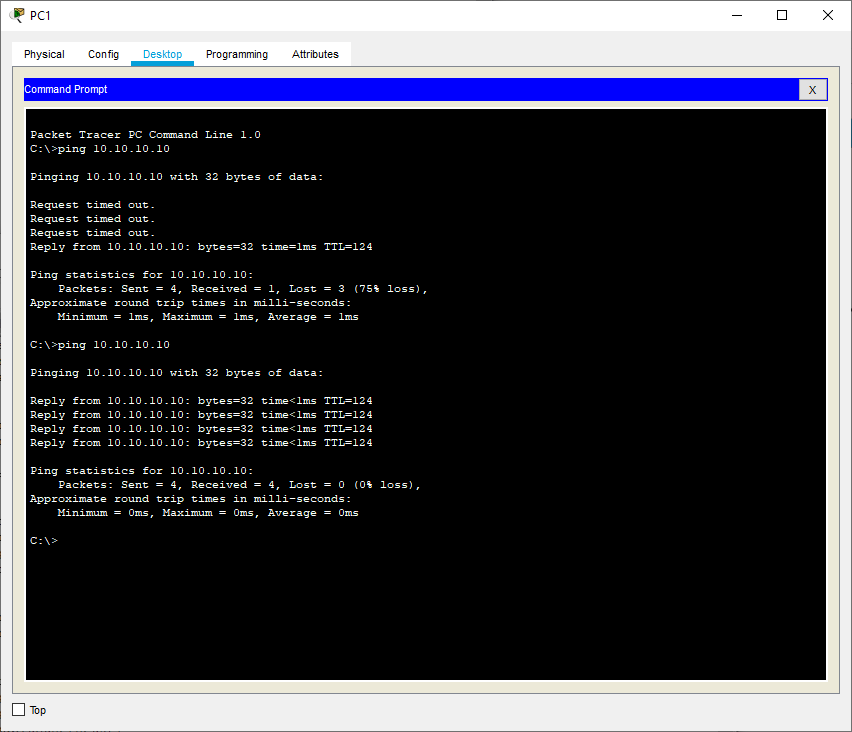 PC1
Physical Config Desktop Programming Attributes
Command Prompt X
Packet Tracer PC Command Line 1.0
C:\>ping 10.10.10.10
Pinging 10.10.10.10 with 32 bytes of data:
Request timed out.
Request timed out.
Request timed out.
Reply from 10.10.10.10: bytes=32 time=1ms TTL=124
Ping statistics for 10.10.10.10:
Packets: Sent = 4, Received = 1, Lost = 3 (75% loss),
Approximate round trip times in milli-seconds:
Minimum = 1ms, Maximum = 1ms, Average = 1ms
C:\>ping 10.10.10.10
Pinging 10.10.10.10 with 32 bytes of data:
Reply from 10.10.10.10: bytes=32 time<1ms TTL=124
Reply from 10.10.10.10: bytes=32 time<1ms TTL=124
Reply from 10.10.10.10: bytes=32 time<1ms TTL=124
Reply from 10.10.10.10: bytes=32 time<1ms TTL=124
Ping statistics for 10.10.10.10:
Packets: Sent = 4, Received = 4, Lost = 0 (0% loss),
Approximate round trip times in milli-seconds:
Minimum = 0ms, Maximum = 0ms, Average = 0ms
C:\>
Top